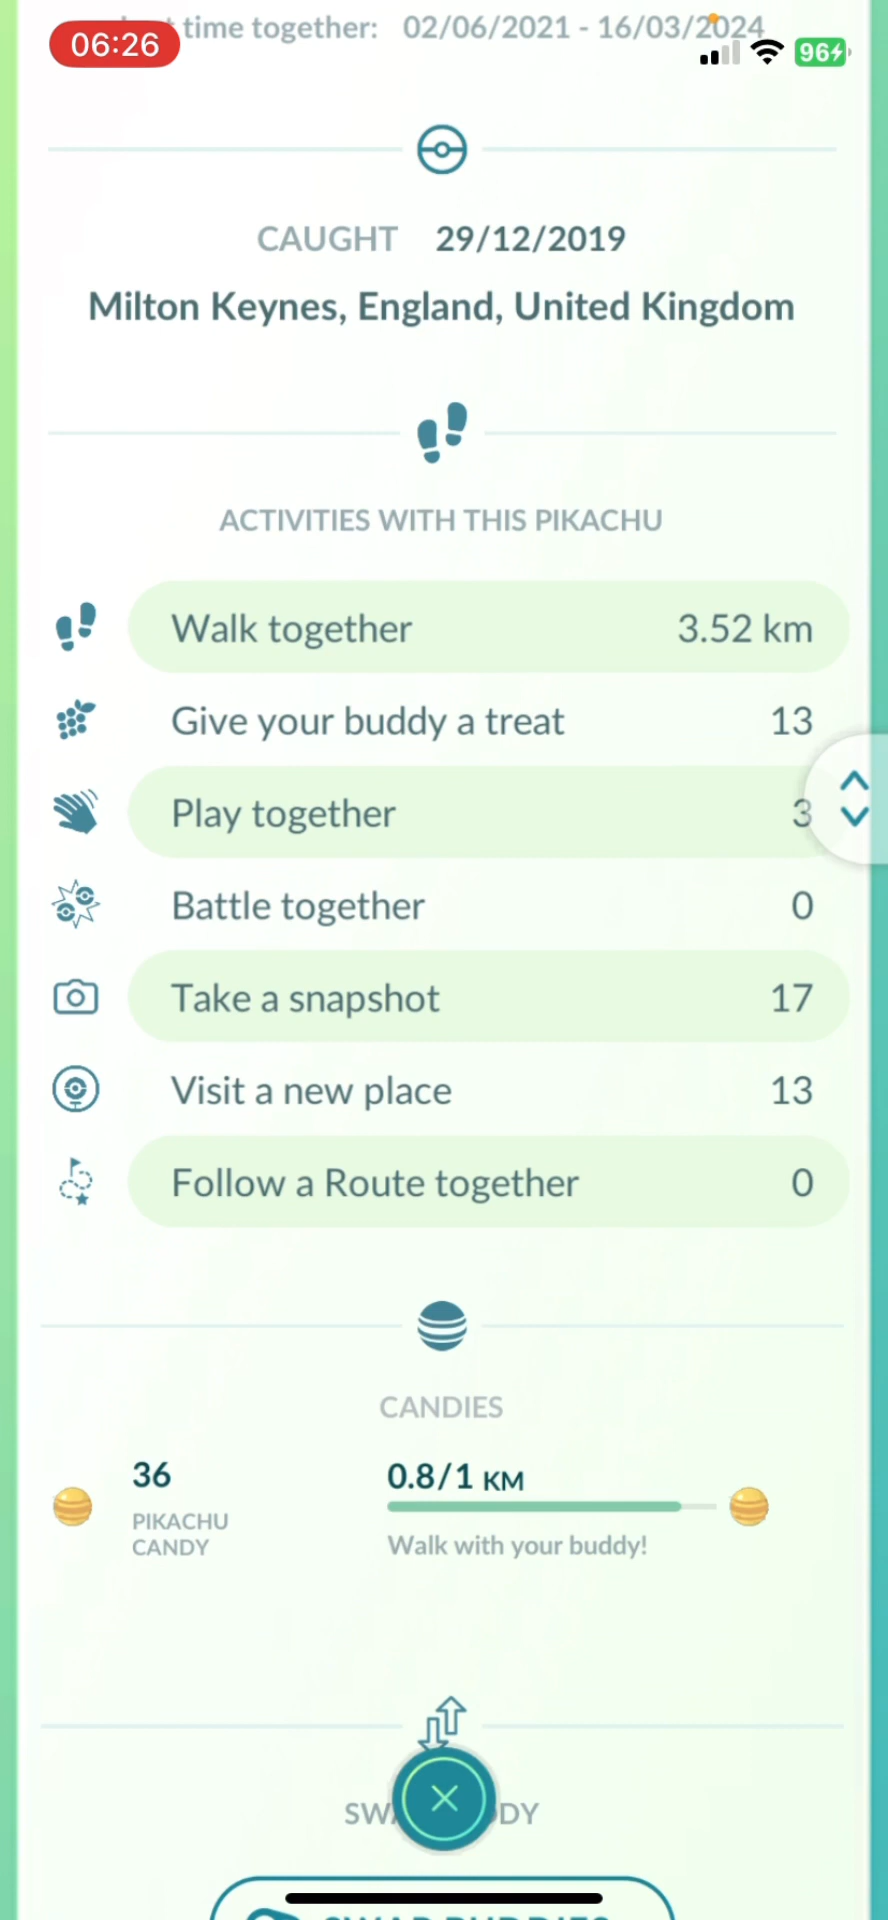 time together: 02/06/2021 - 16/03/2024
06:26
96
CAUGHT 29/12/2019
Milton Keynes, England, United Kingdom
ACTIVITIES WITH THIS PIKACHU
Walk together 3.52 km
Give your buddy a treat 13
Play together 3
Battle together 0
Take a snapshot 17
Visit a new place 13
Follow a Route together 0
CANDIES
36
PIKACHU
CANDY
0.8/1 KM
Walk with your buddy!
SWAP BUDDIES